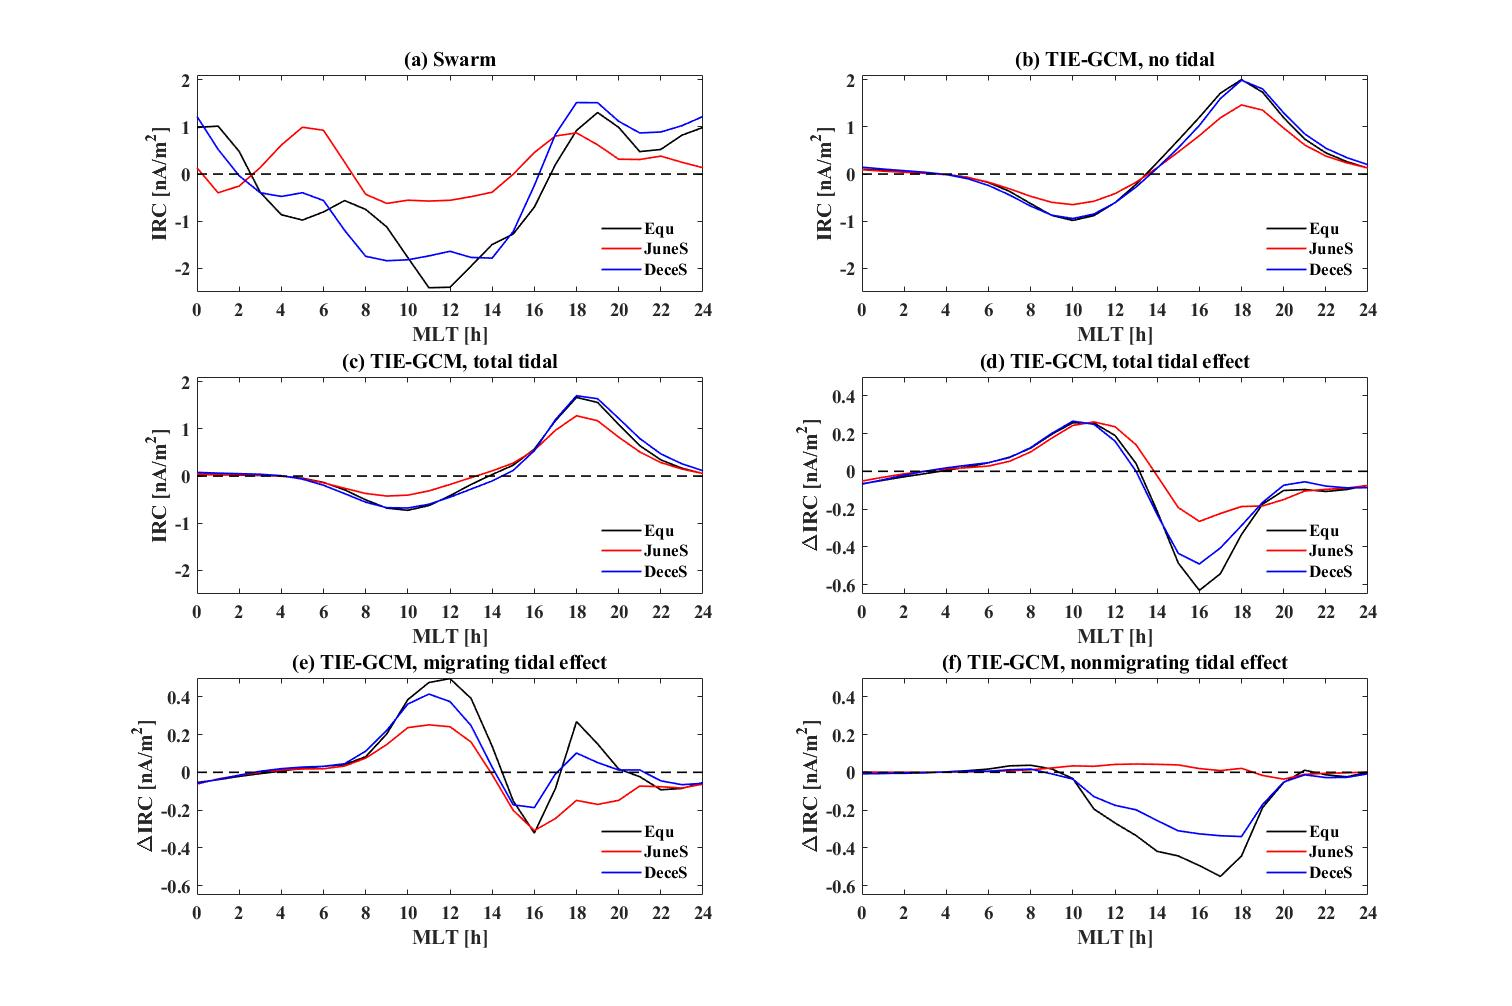 (a) Swarm
2
1
0
-1
-2
IRC [nA/m2]
Equ
JuneS
DeceS
0 2 4 6 8 10 12 14 16 18 20 22 24
MLT [h]
(b) TIE-GCM, no tidal
2
1
0
-1
-2
IRC [nA/m2]
Equ
JuneS
DeceS
0 2 4 6 8 10 12 14 16 18 20 22 24
MLT [h]
(c) TIE-GCM, total tidal
2
1
0
-1
-2
IRC [nA/m2]
Equ
JuneS
DeceS
0 2 4 6 8 10 12 14 16 18 20 22 24
MLT [h]
(d) TIE-GCM, total tidal effect
0.4
0.2
0
-0.2
-0.4
-0.6
△IRC [nA/m2]
Equ
JuneS
DeceS
0 2 4 6 8 10 12 14 16 18 20 22 24
MLT [h]
(e) TIE-GCM, migrating tidal effect
0.4
0.2
0
-0.2
-0.4
-0.6
△IRC [nA/m2]
Equ
JuneS
DeceS
0 2 4 6 8 10 12 14 16 18 20 22 24
MLT [h]
(f) TIE-GCM, nonmigrating tidal effect
0.4
0.2
0
-0.2
-0.4
-0.6
△IRC [nA/m2]
Equ
JuneS
DeceS
0 2 4 6 8 10 12 14 16 18 20 22 24
MLT [h]